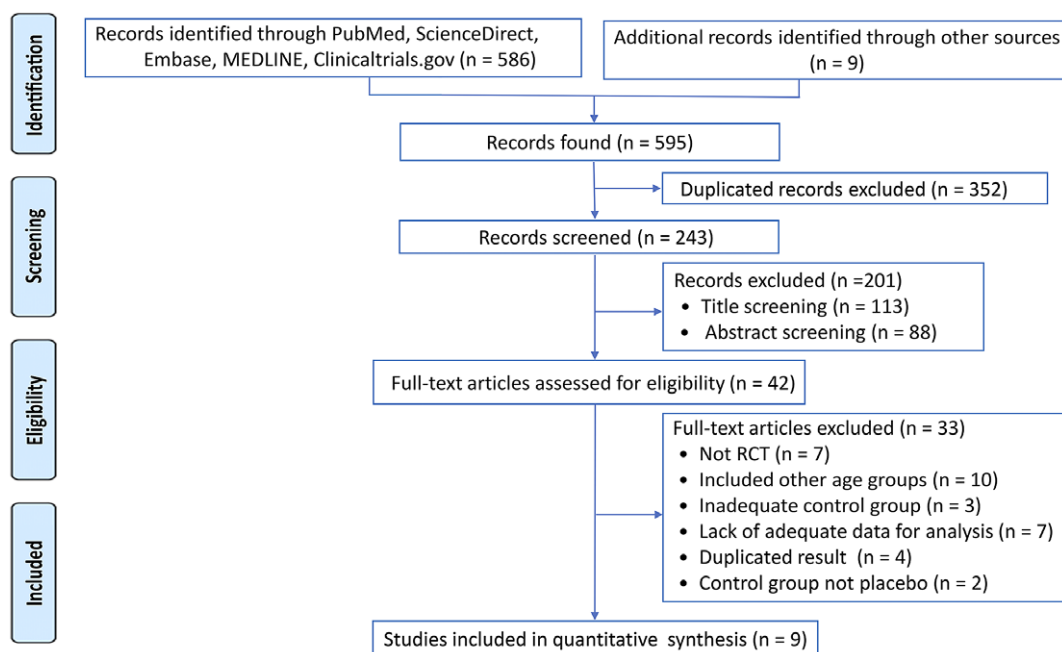 Identification
Records identified through PubMed, ScienceDirect,
Embase, MEDLINE, Clinicaltrials.gov (n = 586)
Additional records identified through other sources
(n = 9)
Records found (n = 595)
Duplicated records excluded (n = 352)
Screening
Records screened (n = 243)
Records excluded (n =201)
• Title screening (n = 113)
• Abstract screening (n = 88)
Eligibility
Full-text articles assessed for eligibility (n = 42)
Full-text articles excluded (n = 33)
• Not RCT (n = 7)
• Included other age groups (n = 10)
• Inadequate control group (n = 3)
• Lack of adequate data for analysis (n = 7)
• Duplicated result (n = 4)
• Control group not placebo (n = 2)
Included
Studies included in quantitative synthesis (n = 9)